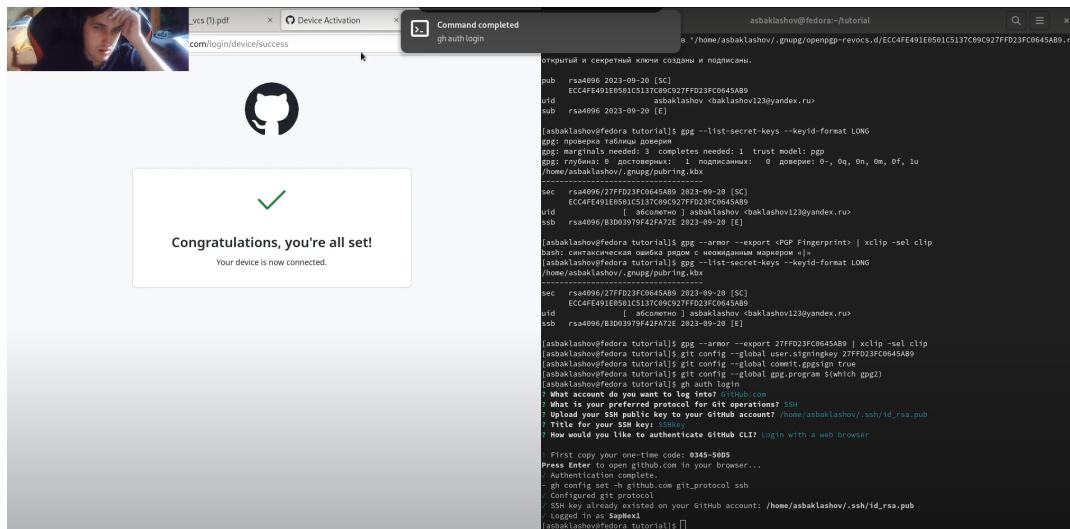 _vcs (1).pdf
Device Activation
.com/login/device/success
Command completed
gh auth login
Congratulations, you're all set!
Your device is now connected.
asbaklashov@fedora:~/tutorial
в '/home/asbaklashov/.gnupg/openpgp-revocs.d/ECC4FE491E0501C5137C09C927FFD23FC0645AB9.r
открытый и секретный ключи созданы и подписаны.
pub rsa4096 2023-09-20 [SC]
ECC4FE491E0501C5137C09C927FFD23FC0645AB9
uid asbaklashov <baklashov123@yandex.ru>
sub rsa4096 2023-09-20 [E]
[asbaklashov@fedora tutorial]$ gpg --list-secret-keys --keyid-format LONG
gpg: проверка таблицы доверия
gpg: marginals needed: 3 completes needed: 1 trust model: pgp
gpg: глубина: 0 достоверных: 1 подписанных: 0 доверие: 0-, 0q, 0n, 0m, 0f, 1u
/home/asbaklashov/.gnupg/pubring.kbx
------------------------------------
sec rsa4096/27FFD23FC0645AB9 2023-09-20 [SC]
ECC4FE491E0501C5137C09C927FFD23FC0645AB9
uid [ абсолютно ] asbaklashov <baklashov123@yandex.ru>
ssb rsa4096/B3D03979F42FA72E 2023-09-20 [E]
[asbaklashov@fedora tutorial]$ gpg --armor --export <PGP Fingerprint> | xclip -sel clip
bash: синтаксическая ошибка рядом с неожиданным маркером «|»
[asbaklashov@fedora tutorial]$ gpg --list-secret-keys --keyid-format LONG
/home/asbaklashov/.gnupg/pubring.kbx
------------------------------------
sec rsa4096/27FFD23FC0645AB9 2023-09-20 [SC]
ECC4FE491E0501C5137C09C927FFD23FC0645AB9
uid [ абсолютно ] asbaklashov <baklashov123@yandex.ru>
ssb rsa4096/B3D03979F42FA72E 2023-09-20 [E]
[asbaklashov@fedora tutorial]$ gpg --armor --export 27FFD23FC0645AB9 | xclip -sel clip
[asbaklashov@fedora tutorial]$ git config --global user.signingkey 27FFD23FC0645AB9
[asbaklashov@fedora tutorial]$ git config --global commit.gpgsign true
[asbaklashov@fedora tutorial]$ git config --global gpg.program $(which gpg2)
[asbaklashov@fedora tutorial]$ gh auth login
? What account do you want to log into? GitHub.com
? What is your preferred protocol for Git operations? SSH
? Upload your SSH public key to your GitHub account? /home/asbaklashov/.ssh/id_rsa.pub
? Title for your SSH key: SSHkey
? How would you like to authenticate GitHub CLI? Login with a web browser
! First copy your one-time code: 0345-50D5
Press Enter to open github.com in your browser...
✓ Authentication complete.
- gh config set -h github.com git_protocol ssh
✓ Configured git protocol
✓ SSH key already existed on your GitHub account: /home/asbaklashov/.ssh/id_rsa.pub
✓ Logged in as SapNex1
[asbaklashov@fedora tutorial]$